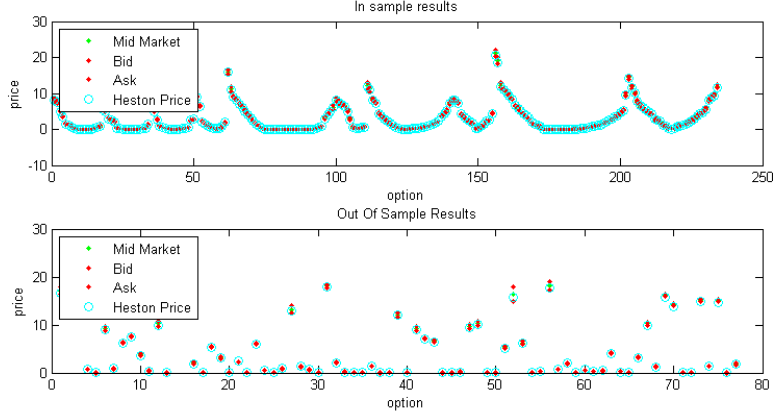 In sample results
30
20
10
0
-10
price
Mid Market
Bid
Ask
Heston Price
0
50
100
150
200
250
option
Out Of Sample Results
30
20
10
0
price
Mid Market
Bid
Ask
Heston Price
0
10
20
30
40
50
60
70
80
option